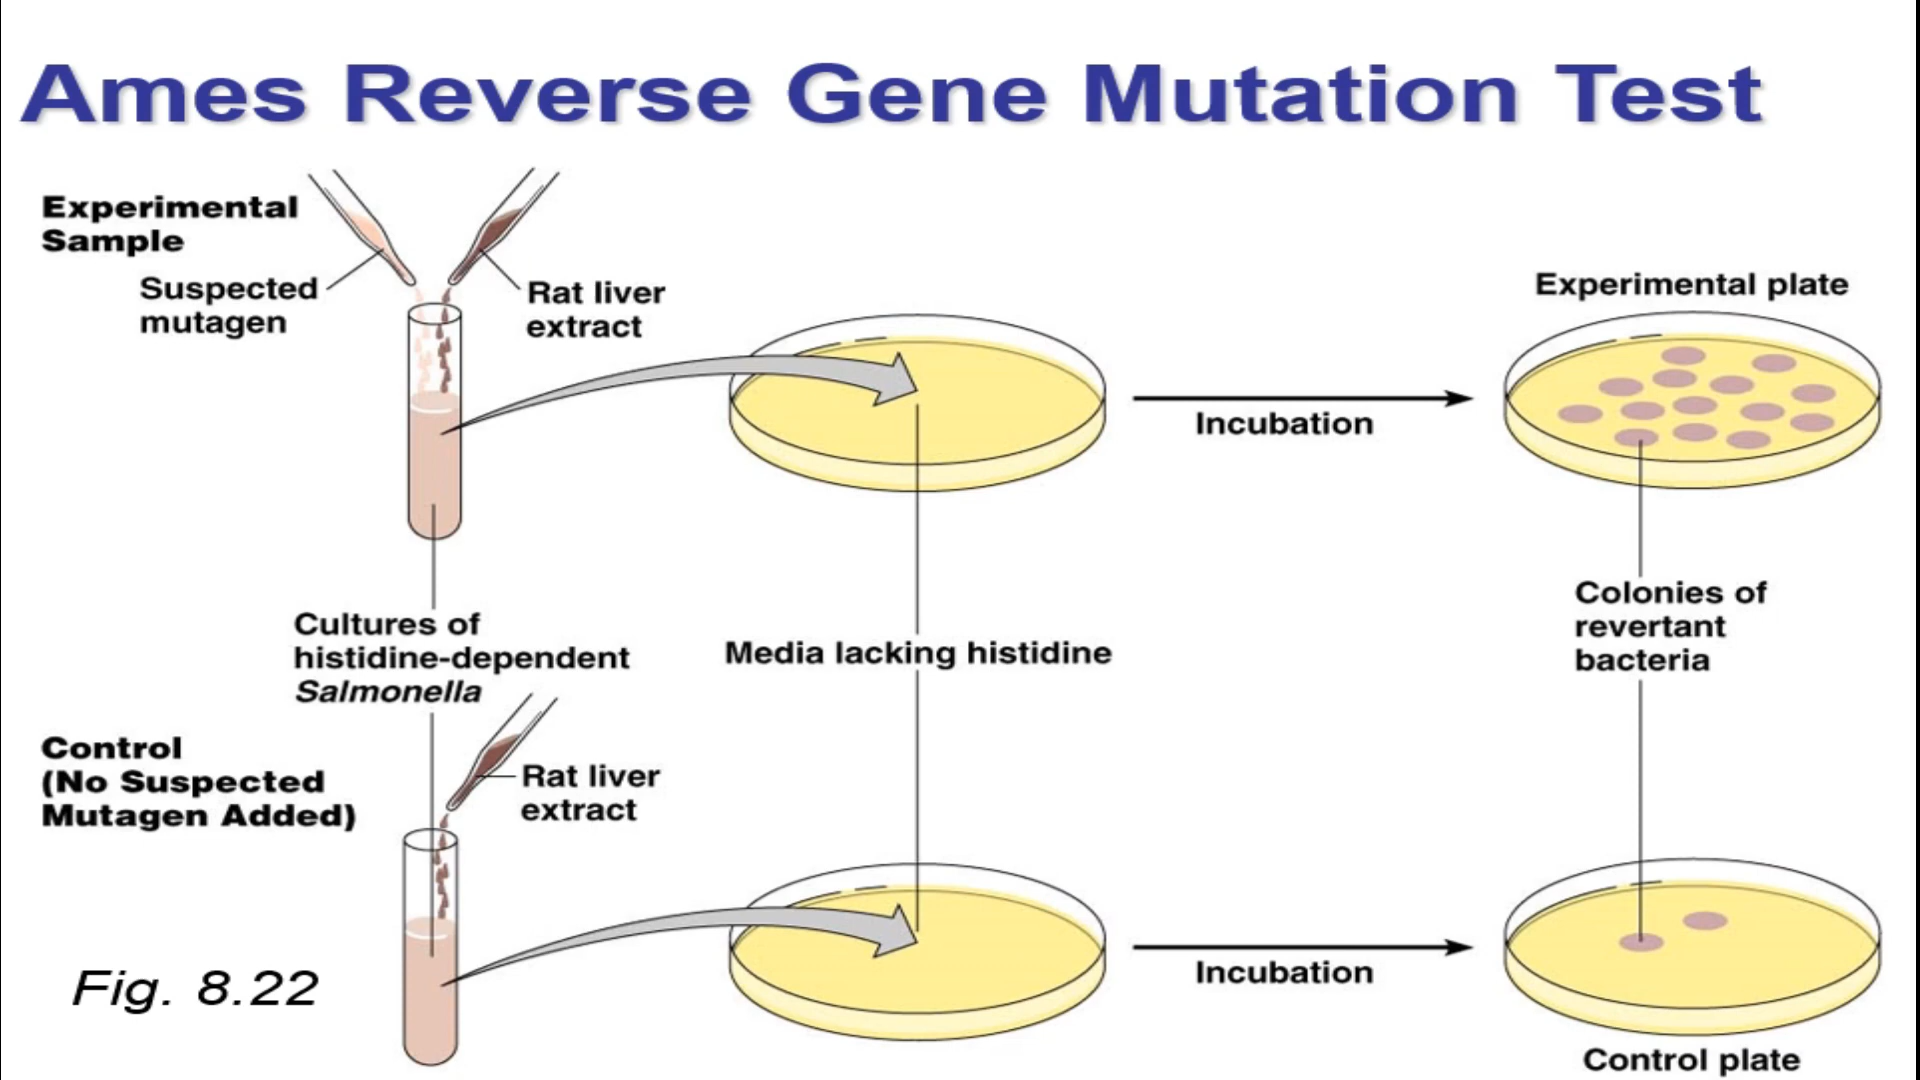 Ames Reverse Gene Mutation Test
Experimental
Sample
Suspected
mutagen
Rat liver
extract
Experimental plate
Incubation
Cultures of
histidine-dependent
Salmonella
Media lacking histidine
Colonies of
revertant
bacteria
Control
(No Suspected
Mutagen Added)
Rat liver
extract
Incubation
Fig. 8.22
Control plate